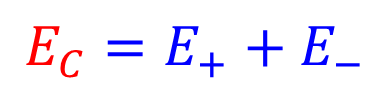 E_C = E_+ + E_-